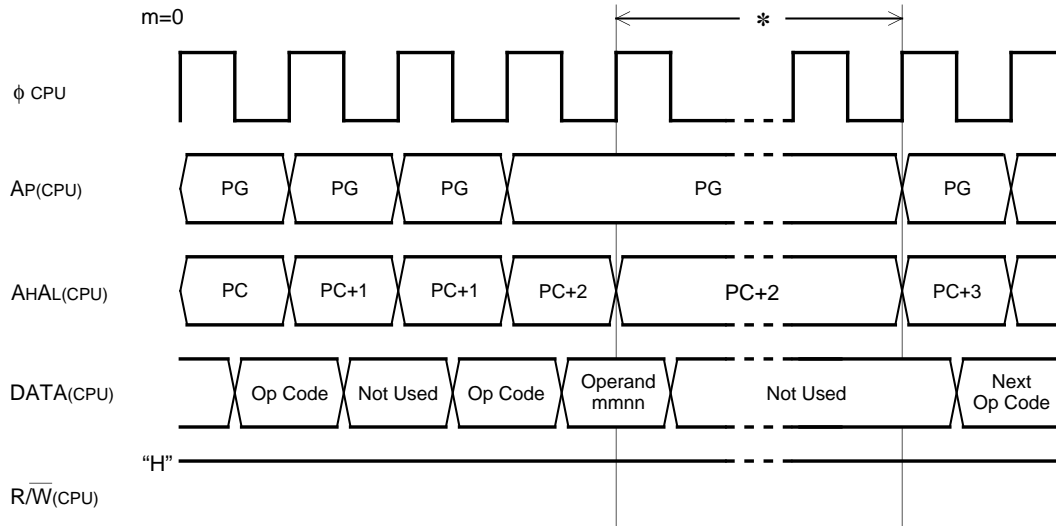 m=0
*
ϕ CPU
AP(CPU)
PG PG PG PG PG
AHAL(CPU)
PC PC+1 PC+1 PC+2 PC+2 PC+3
DATA(CPU)
Op Code Not Used Op Code Operand mmnn Not Used Next Op Code
“H”
R/W(CPU)